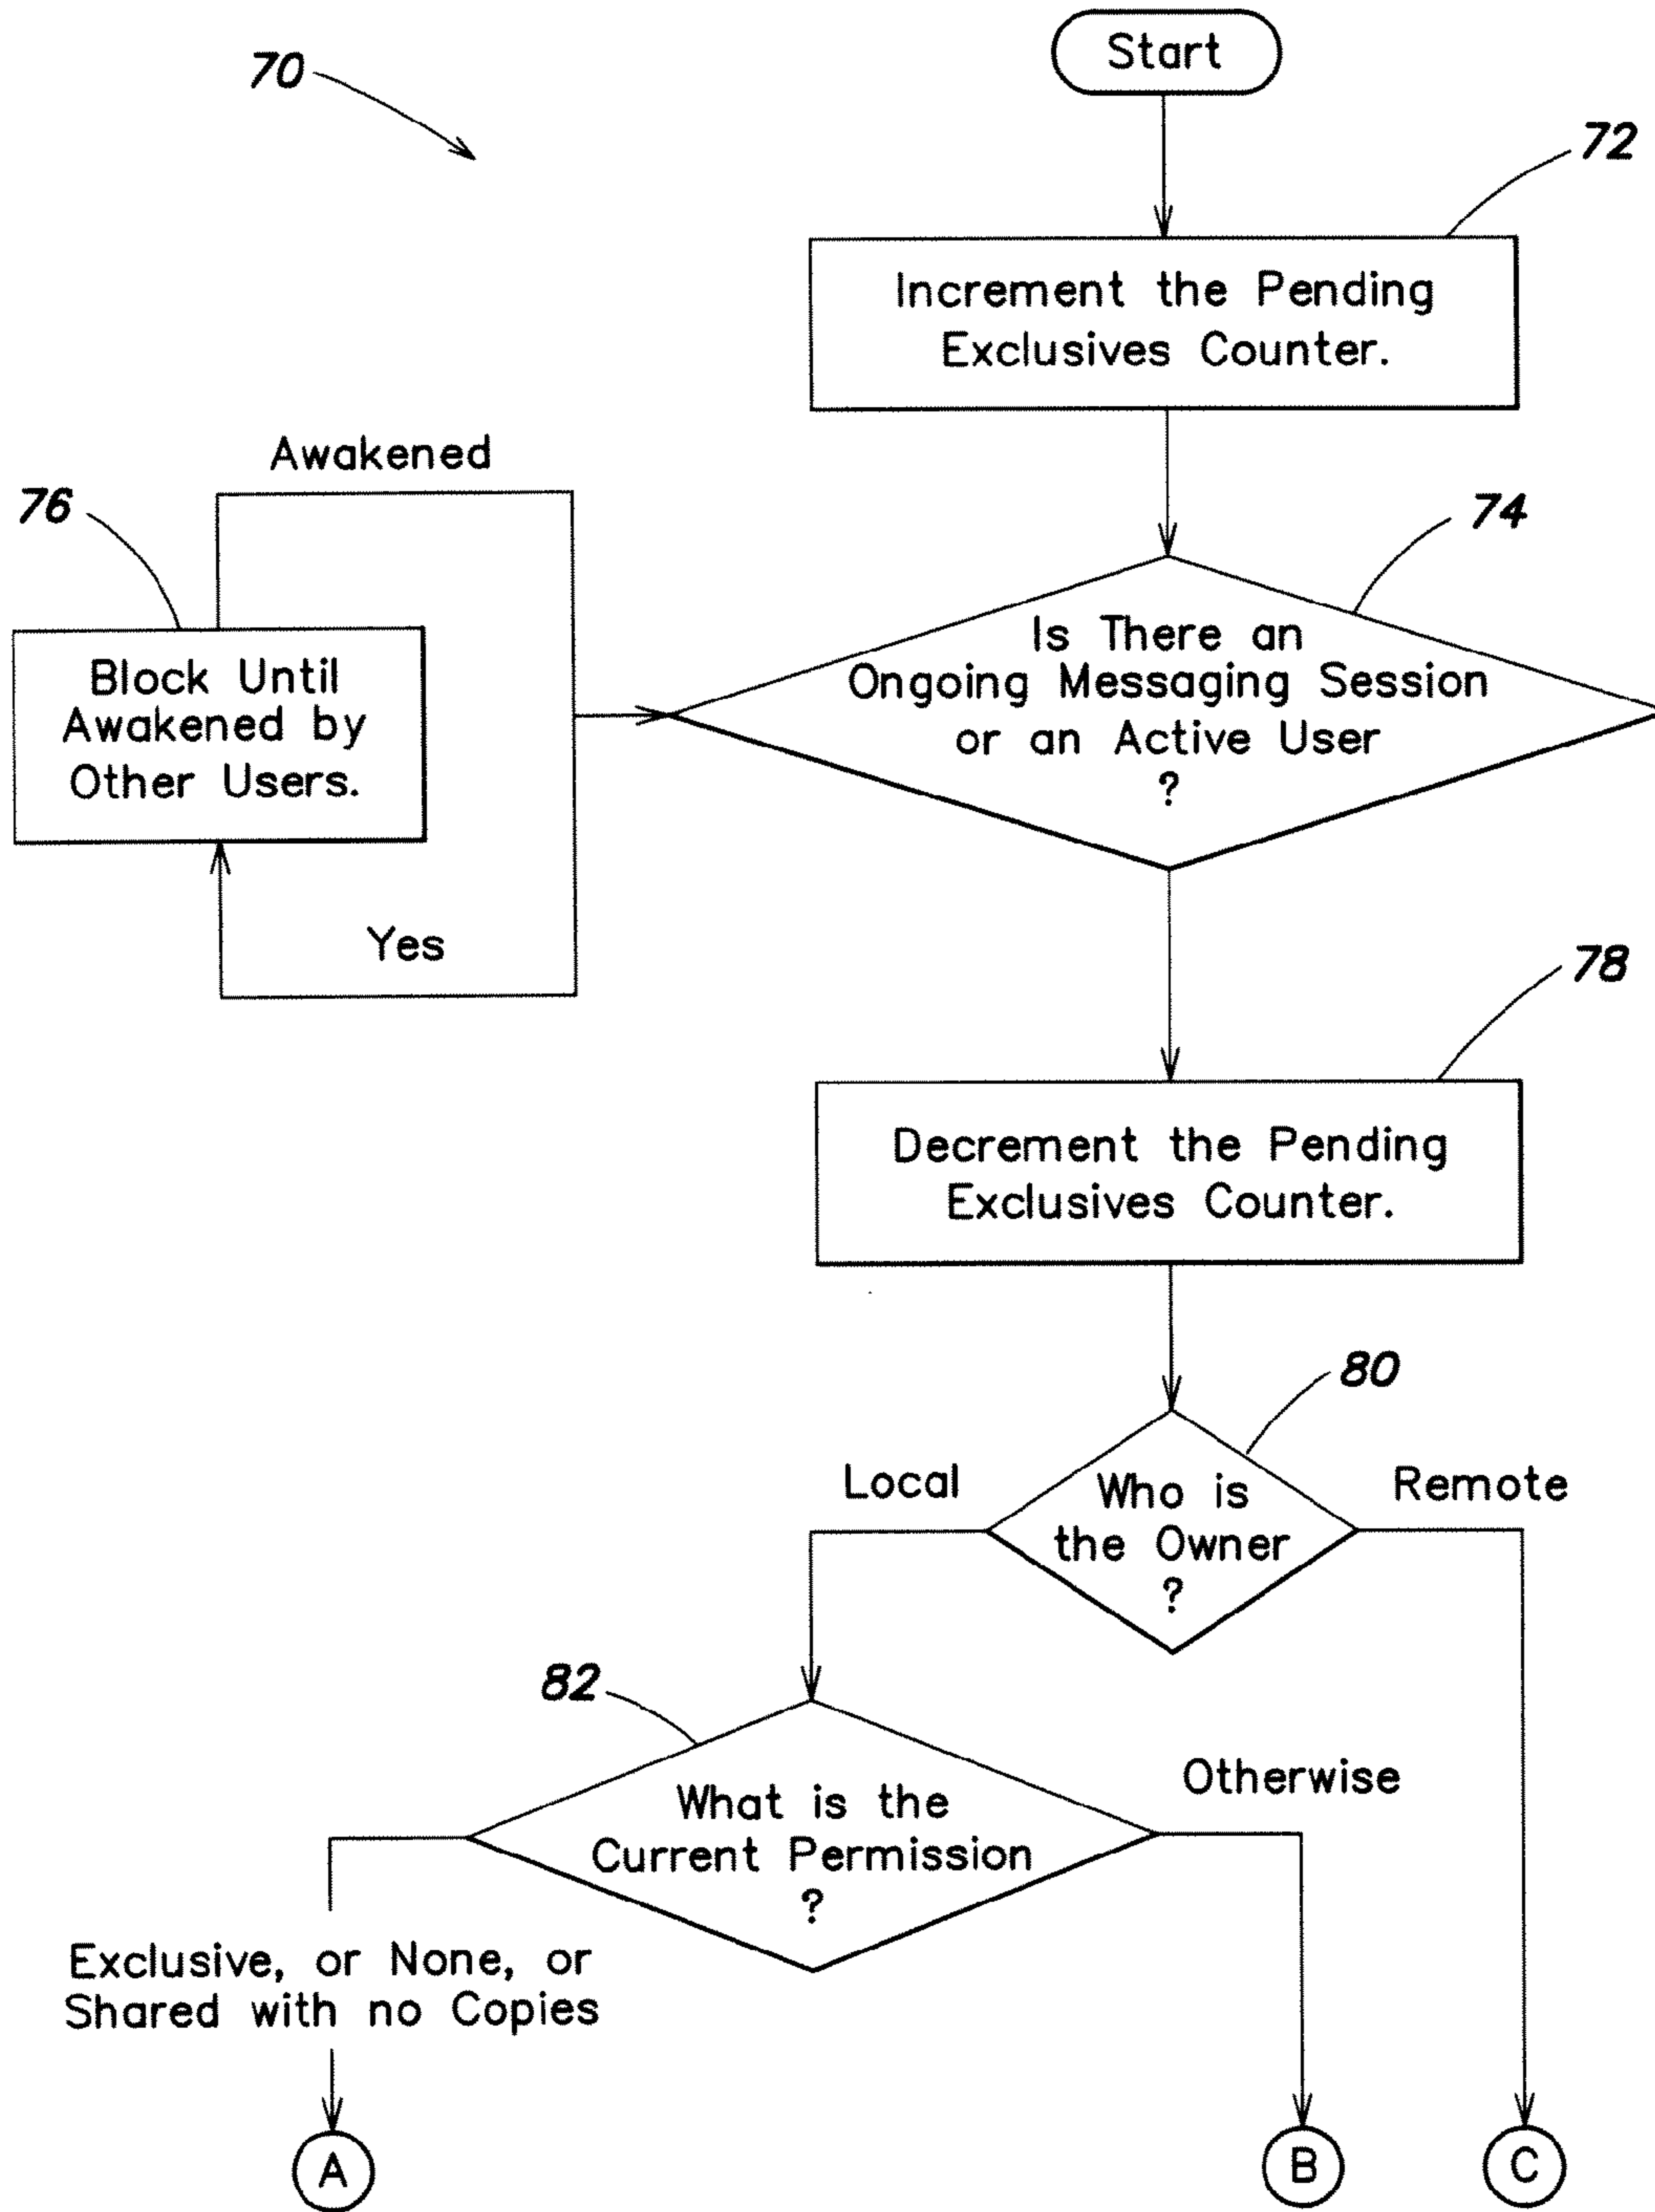 70
Start
72
Increment the Pending
Exclusives Counter.
Awakened
76
74
Block Until
Awakened by
Other Users.
Is There an
Ongoing Messaging Session
or an Active User
?
Yes
78
Decrement the Pending
Exclusives Counter.
80
Local
Who is
the Owner
?
Remote
82
What is the
Current Permission
?
Otherwise
Exclusive, or None, or
Shared with no Copies
A
B
C